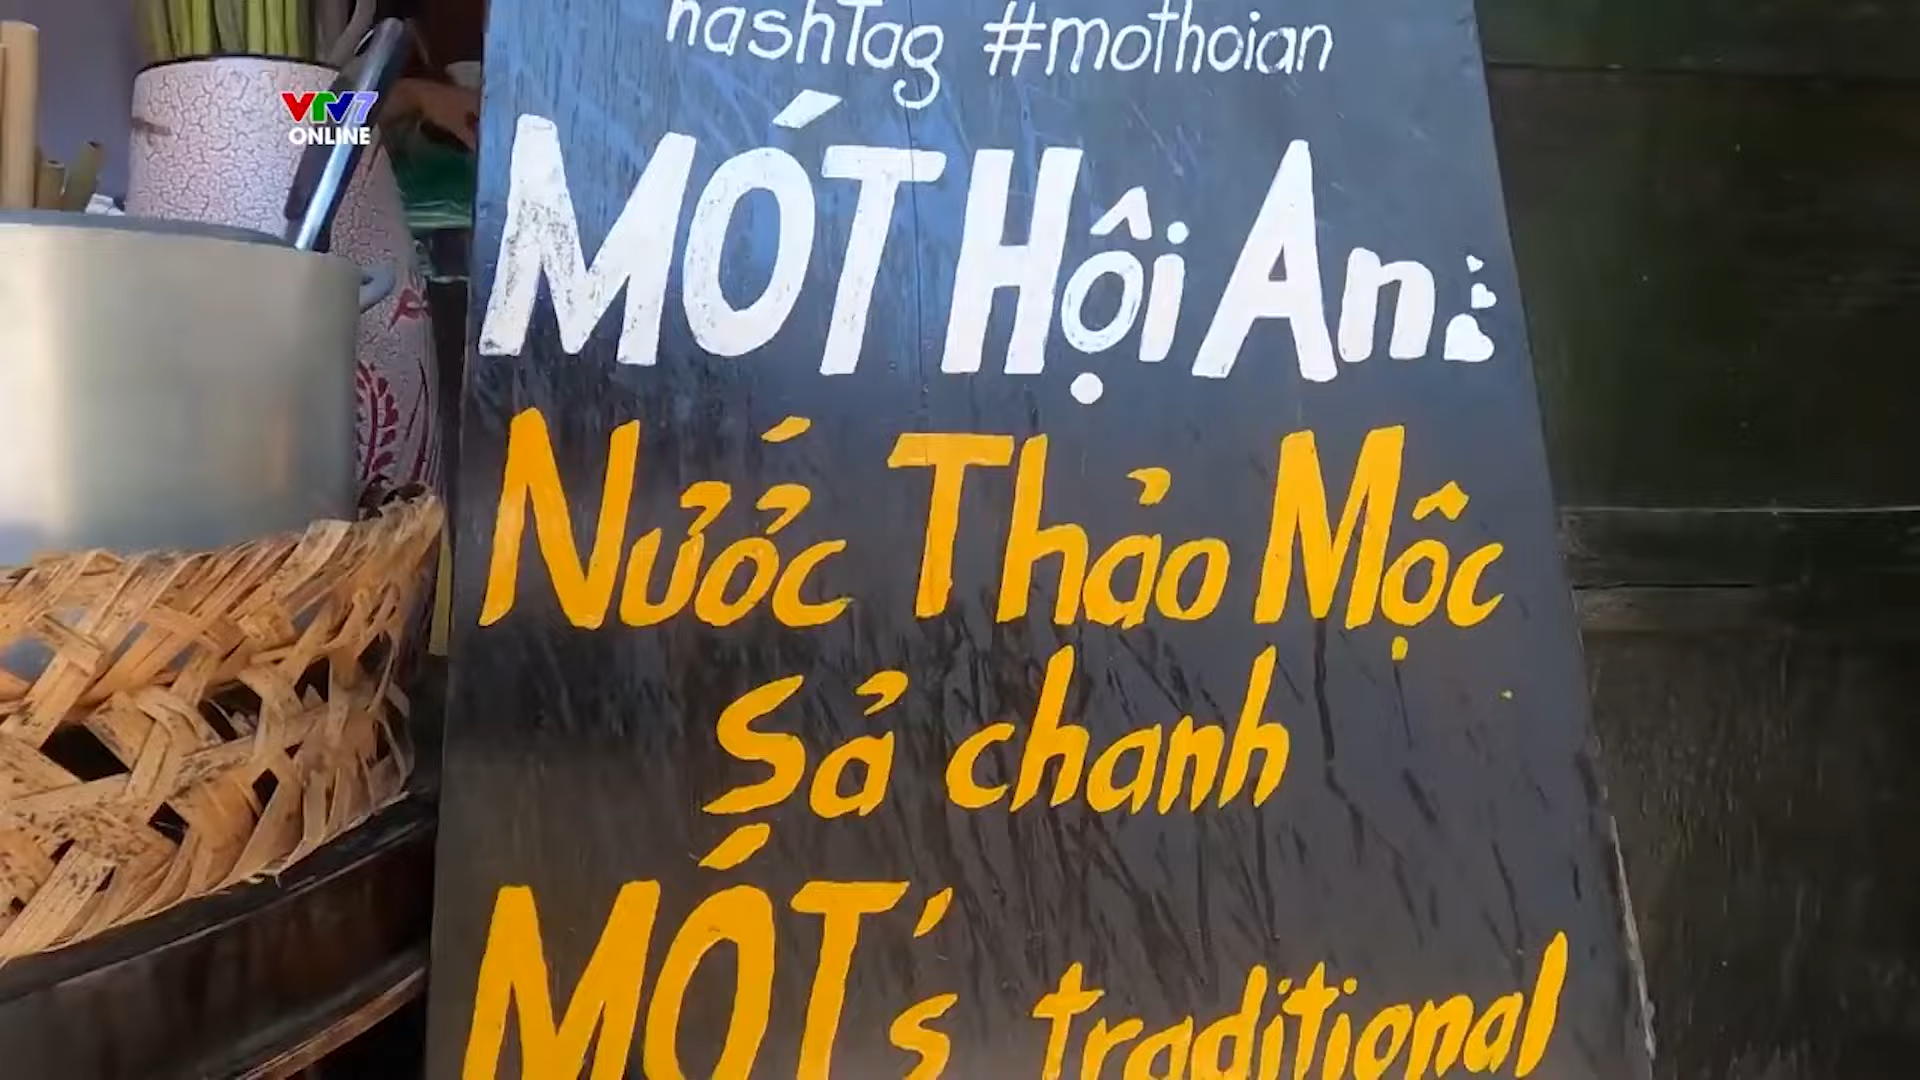 hashTag #mothoian
VTV7
ONLINE
MÓT Hội An
Nước Thảo Mộc
Sả chanh
MÓT's traditional